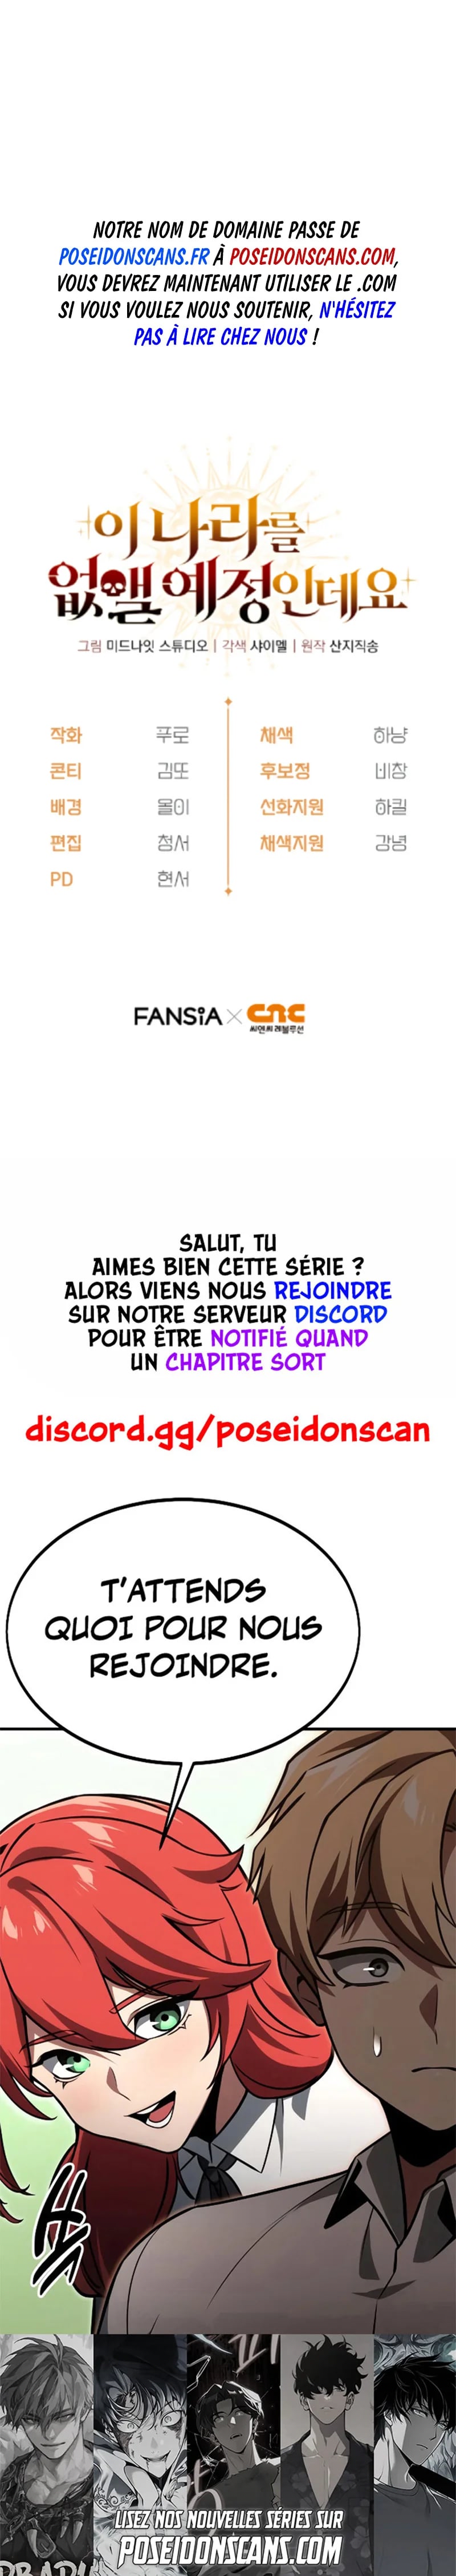 NOTRE NOM DE DOMAINE PASSE DE
POSEIDONSCANS.FR À POSEIDONSCANS.COM,
VOUS DEVREZ MAINTENANT UTILISER LE .COM
SI VOUS VOULEZ NOUS SOUTENIR, N'HÉSITEZ
PAS À LIRE CHEZ NOUS !
이 나라를
없앨 예정인데요
그림 미드나잇 스튜디오 | 각색 샤이멜 | 원작 산지직송
작화 푸로
콘티 김또
배경 몰이
편집 청서
PD 현서
채색 하냥
후보정 비창
선화지원 하킬
채색지원 강녕
FANSIA × CNC
씨엔씨레볼루션
SALUT, TU
AIMES BIEN CETTE SÉRIE ?
ALORS VIENS NOUS REJOINDRE
SUR NOTRE SERVEUR DISCORD
POUR ÊTRE NOTIFIÉ QUAND
UN CHAPITRE SORT
discord.gg/poseidonscan
T'ATTENDS
QUOI POUR NOUS
REJOINDRE.
LISEZ NOS NOUVELLES SÉRIES SUR
POSEIDONSCANS.COM